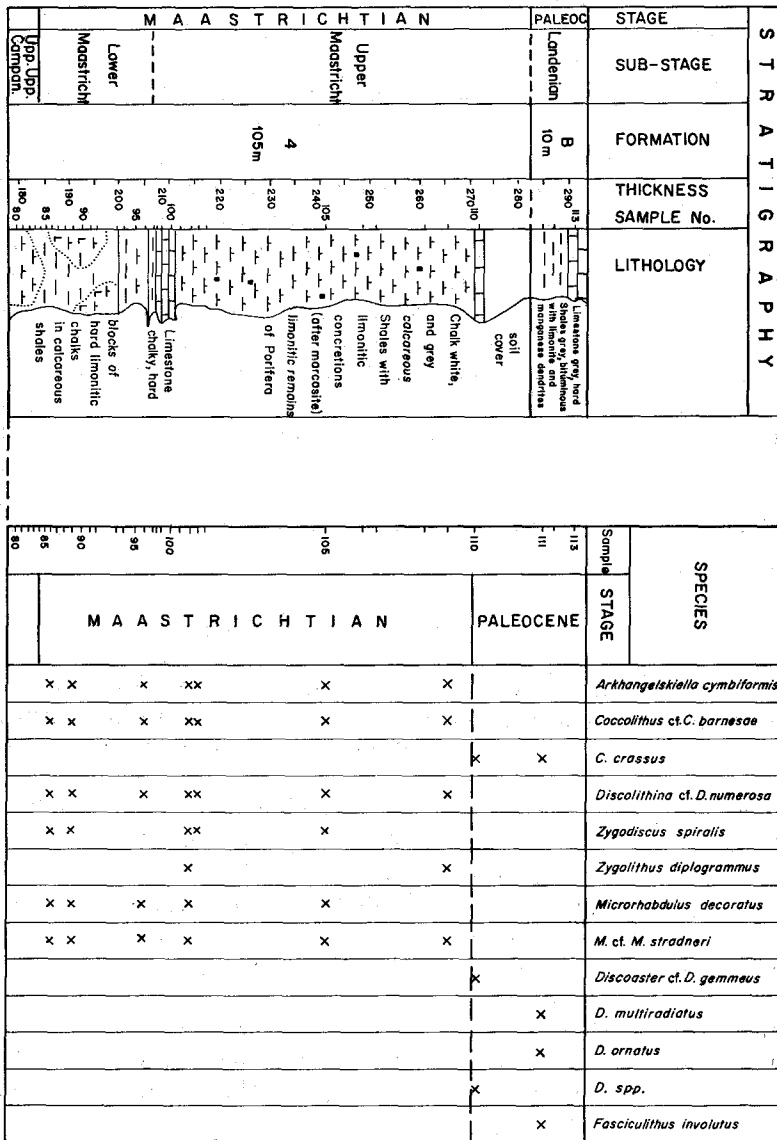 STRATIGRAPHY
STAGE
PALEOC
MAASTRICHTIAN
SUB-STAGE
Landenian
Upper
Maastricht
Lower
Maastricht
Upp. Upp.
Campan.
FORMATION
B
10 m
4
105 m
THICKNESS
SAMPLE No.
290 113
280
270 110
260
250
240 105
230
220
210 100
200 95
190 90
85
180 80
LITHOLOGY
Limestone grey, hard
Shales grey, bituminous
with limonite and
manganese dendrites
soil
cover
Chalk white,
and grey
calcareous
Shales with
limonitic
concretions
(after marcosite)
limonitic remains
of Porifera
Limestone
chalky, hard
blocks of
hard limonitic
chalks
in calcareous
shales
80 85 90 95 100 105 110 111 113
Sample
SPECIES
STAGE
MAASTRICHTIAN
PALEOCENE
x x x xx x x Arkhangelskiella cymbiformis
x x x xx x x Coccolithus cf. C. barnesae
x x C. crassus
x x x xx x x Discolithina cf. D. numerosa
x x xx x Zygodiscus spiralis
x x Zygolithus diplogrammus
x x x x x Microrhabdulus decoratus
x x x x x x M. cf. M. stradneri
x Discoaster cf. D. gemmeus
x D. multiradiatus
x D. ornatus
x D. spp.
x Fasciculithus involutus